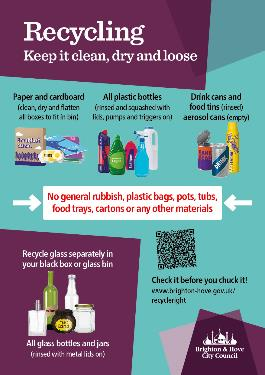 Recycling
Keep it clean, dry and loose
Paper and cardboard
(clean, dry and flatten
all boxes to fit in bin)
All plastic bottles
(rinsed and squashed with
lids, pumps and triggers on)
Drink cans and
food tins (rinsed)
aerosol cans (empty)
No general rubbish, plastic bags, pots, tubs,
food trays, cartons or any other materials
Recycle glass separately in
your black box or glass bin
All glass bottles and jars
(rinsed with metal lids on)
Check it before you chuck it!
www.brighton-hove.gov.uk/
recycleright
Brighton & Hove
City Council